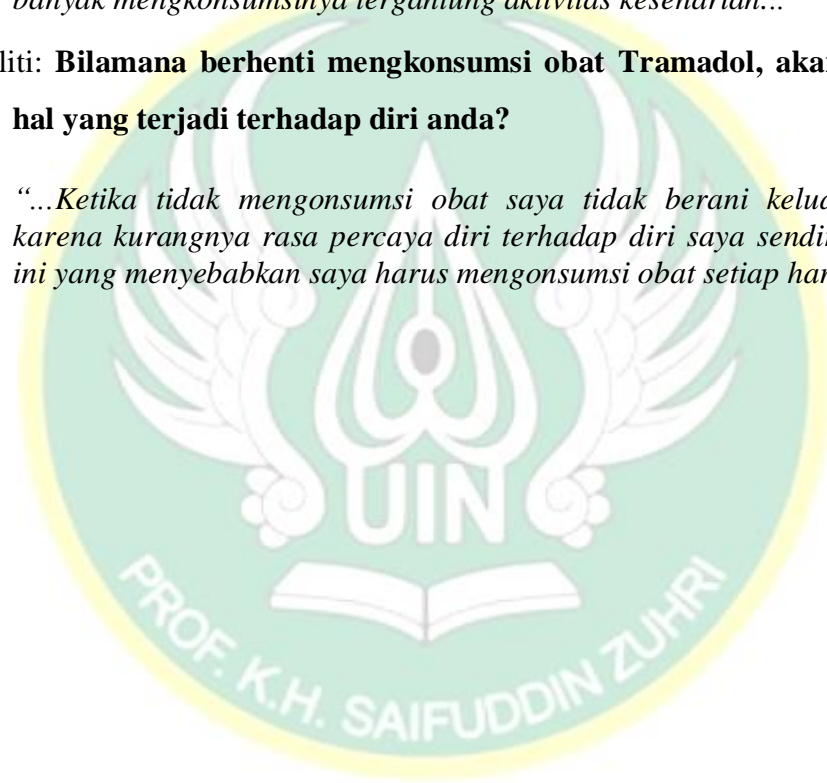 banyak mengkonsumsinya tergantung aktivitas keseharian...
liti: Bilamana berhenti mengkonsumsi obat Tramadol, akan
hal yang terjadi terhadap diri anda?
“...Ketika tidak mengonsumsi obat saya tidak berani kelua
karena kurangnya rasa percaya diri terhadap diri saya sendir
ini yang menyebabkan saya harus mengonsumsi obat setiap har
UIN
PROF. K.H. SAIFUDDIN ZUHRI